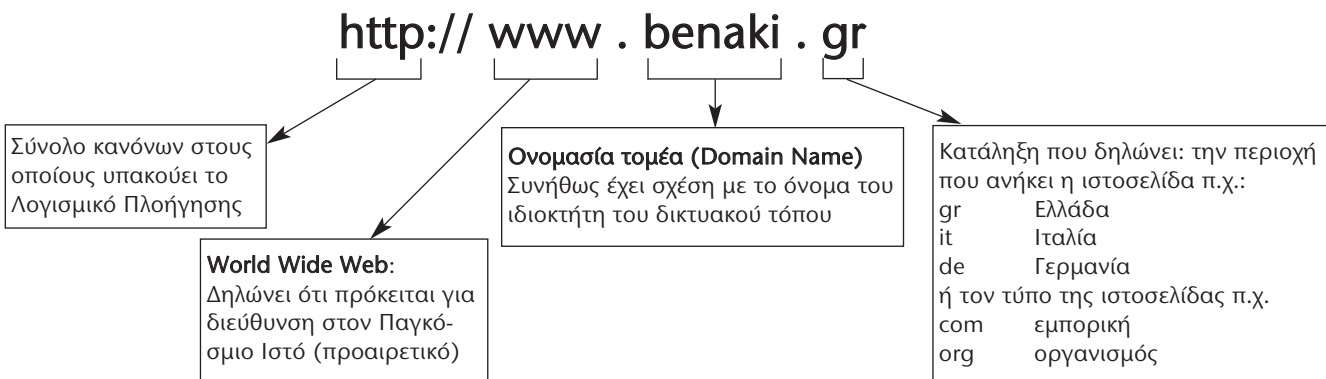 http:// www . benaki . gr
Σύνολο κανόνων στους
οποίους υπακούει το
Λογισμικό Πλοήγησης
World Wide Web:
Δηλώνει ότι πρόκειται για
διεύθυνση στον Παγκό-
σμιο Ιστό (προαιρετικό)
Ονομασία τομέα (Domain Name)
Συνήθως έχει σχέση με το όνομα του
ιδιοκτήτη του δικτυακού τόπου
Κατάληξη που δηλώνει: την περιοχή
που ανήκει η ιστοσελίδα π.χ.:
gr Ελλάδα
it Ιταλία
de Γερμανία
ή τον τύπο της ιστοσελίδας π.χ.
com εμπορική
org οργανισμός